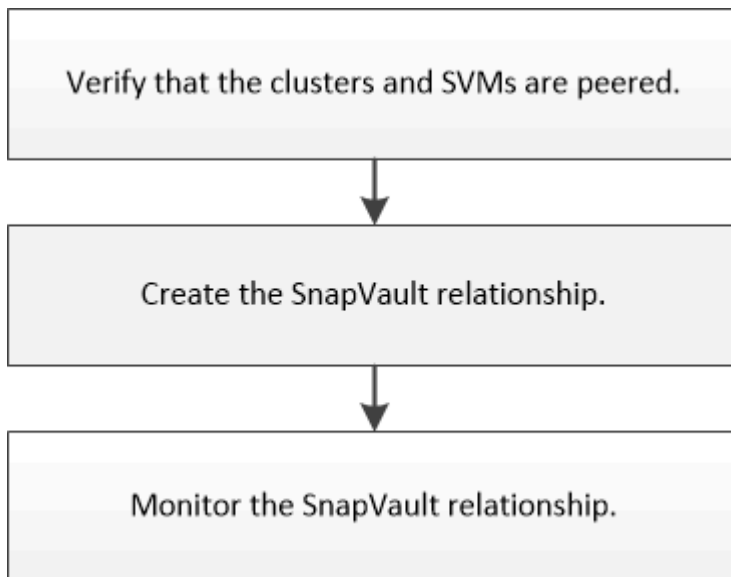 Verify that the clusters and SVMs are peered.
Create the SnapVault relationship.
Monitor the SnapVault relationship.